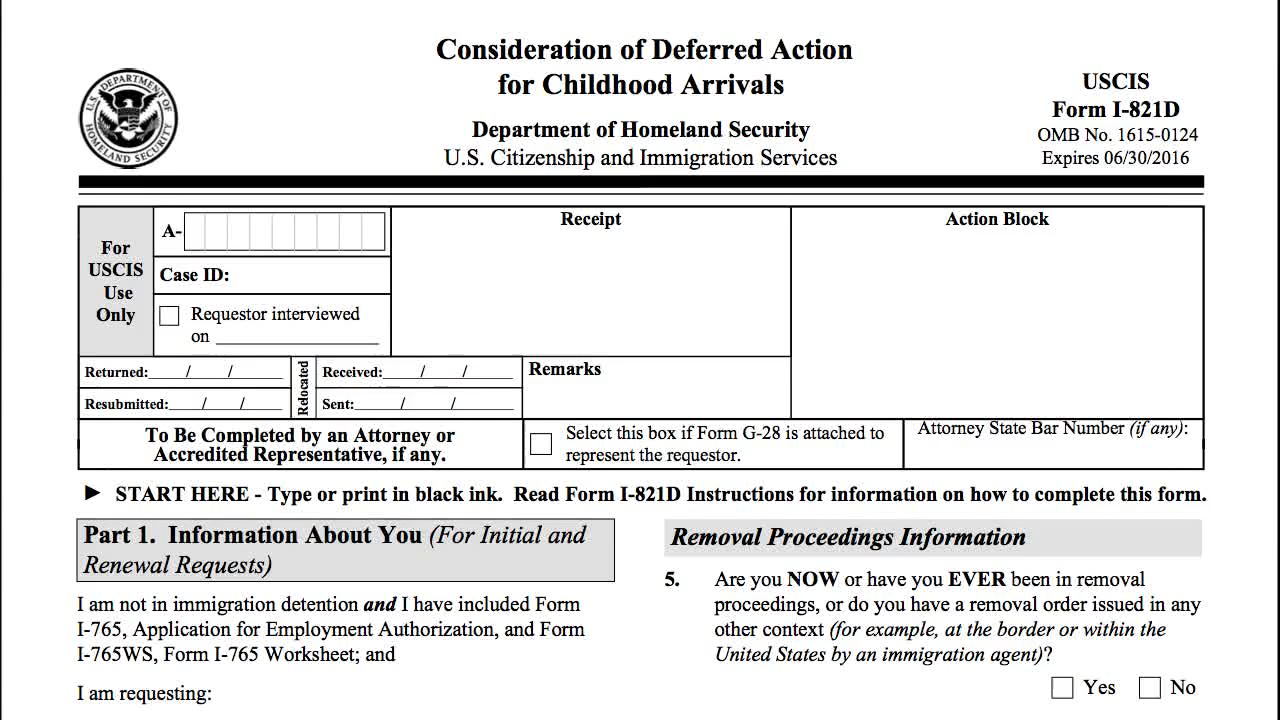 Consideration of Deferred Action
for Childhood Arrivals
Department of Homeland Security
U.S. Citizenship and Immigration Services
U.S. DEPARTMENT OF HOMELAND SECURITY
USCIS
Form I-821D
OMB No. 1615-0124
Expires 06/30/2016
For
USCIS
Use
Only
A-
Case ID:
Requestor interviewed
on
Receipt
Action Block
Returned: / /
Resubmitted: / /
Relocated
Received: / /
Sent: / /
Remarks
To Be Completed by an Attorney or
Accredited Representative, if any.
Select this box if Form G-28 is attached to
represent the requestor.
Attorney State Bar Number (if any):
► START HERE - Type or print in black ink. Read Form I-821D Instructions for information on how to complete this form.
Part 1. Information About You (For Initial and
Renewal Requests)
I am not in immigration detention and I have included Form
I-765, Application for Employment Authorization, and Form
I-765WS, Form I-765 Worksheet; and
I am requesting:
Removal Proceedings Information
5. Are you NOW or have you EVER been in removal
proceedings, or do you have a removal order issued in any
other context (for example, at the border or within the
United States by an immigration agent)?
Yes No